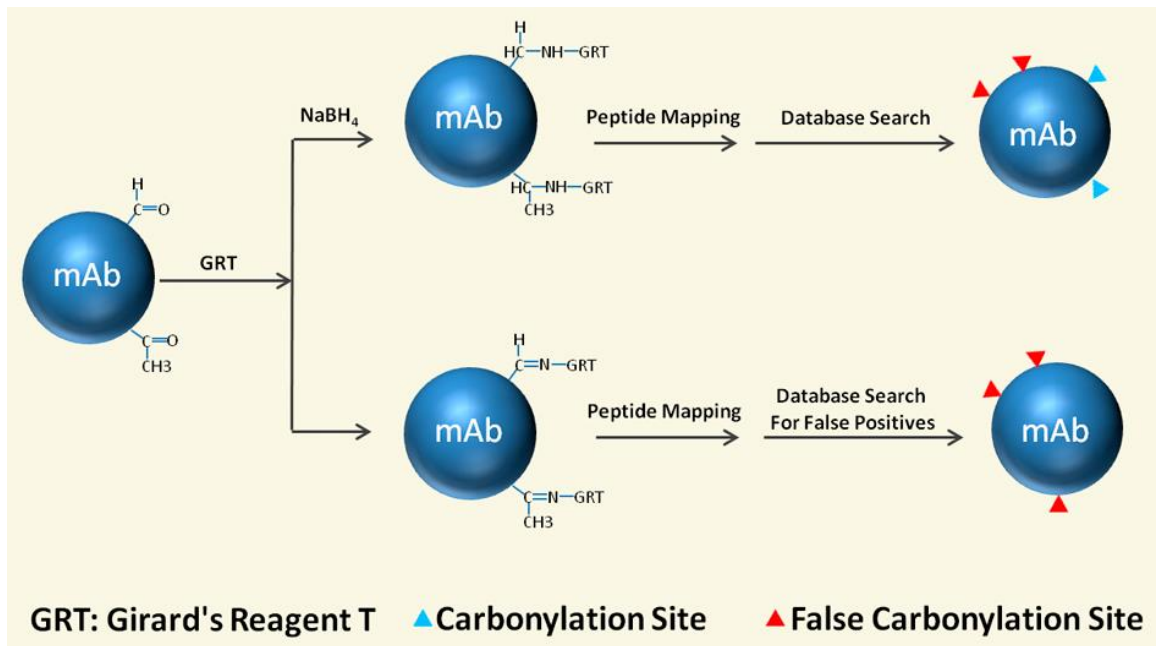 H
HC—NH—GRT
NaBH₄
mAb
Peptide Mapping
Database Search
mAb
HC—NH—GRT
CH3
H
C=O
mAb
GRT
C=O
CH3
H
C=N—GRT
mAb
Peptide Mapping
Database Search
For False Positives
mAb
C=N—GRT
CH3
GRT: Girard's Reagent T
Carbonylation Site
False Carbonylation Site